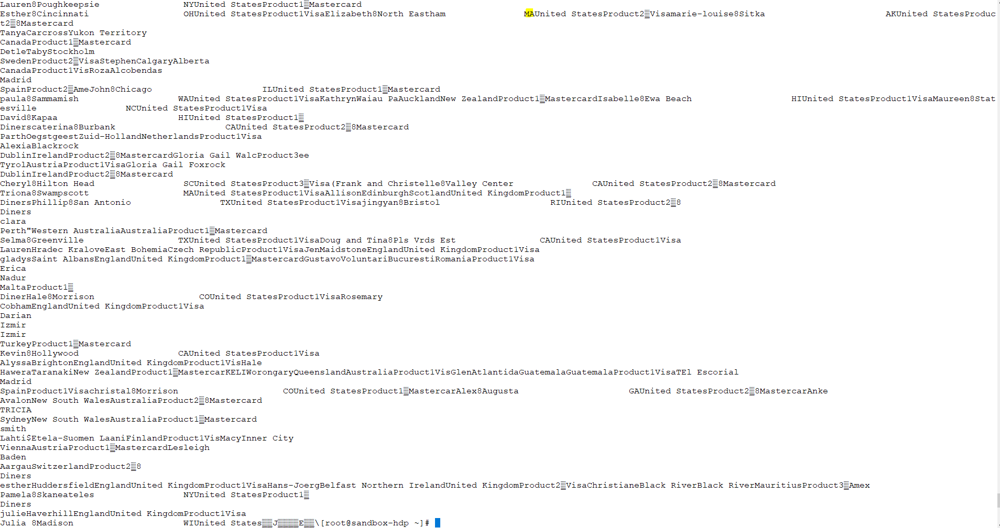 Lauren8Poughkeepsie                NYUnited StatesProduct1▒Mastercard
Esther8Cincinnati                  OHUnited StatesProduct1VisaElizabeth8North Eastham               MAUnited StatesProduct2▒Visamarie-louise8Sitka                       AKUnited StatesProduc
t2▒8Mastercard
TanyaCarcrossYukon Territory
CanadaProduct1▒Mastercard
DetleTabyStockholm
SwedenProduct2▒VisaStephenCalgaryAlberta
CanadaProduct1VisRozaAlcobendas
Madrid
SpainProduct2▒AmeJohn8Chicago                     ILUnited StatesProduct1▒Mastercard
paula8Sammamish                   WAUnited StatesProduct1VisaKathrynWaiau PaAucklandNew ZealandProduct1▒MastercardIsabelle8Ewa Beach                   HIUnited StatesProduct1VisaMaureen8Stat
esville                 NCUnited StatesProduct1Visa
David8Kapaa                       HIUnited StatesProduct1▒
Dinerscaterina8Burbank                     CAUnited StatesProduct2▒8Mastercard
ParthOegstgeestZuid-HollandNetherlandsProduct1Visa
AlexiaBlackrock
DublinIrelandProduct2▒8MastercardGloria Gail WalcProduct3ee
TyrolAustriaProduct1VisaGloria Gail Foxrock
DublinIrelandProduct2▒8Mastercard
Cheryl8Hilton Head                 SCUnited StatesProduct3▒Visa(Frank and Christelle8Valley Center               CAUnited StatesProduct2▒8Mastercard
Triona8Swampscott                  MAUnited StatesProduct1VisaAllisonEdinburghScotlandUnited KingdomProduct1▒
DinersPhillip8San Antonio                 TXUnited StatesProduct1Visajingyan8Bristol                     RIUnited StatesProduct2▒8
Diners
clara
Perth"Western AustraliaAustraliaProduct1▒Mastercard
Selma8Greenville                  TXUnited StatesProduct1VisaDoug and Tina8Pls Vrds Est                CAUnited StatesProduct1Visa
LaurenHradec KraloveEast BohemiaCzech RepublicProduct1VisaJenMaidstoneEnglandUnited KingdomProduct1Visa
gladysSaint AlbansEnglandUnited KingdomProduct1▒MastercardGustavoVoluntariBucurestiRomaniaProduct1Visa
Erica
Nadur
MaltaProduct1▒
DinerHale8Morrison                    COUnited StatesProduct1VisaRosemary
CobhamEnglandUnited KingdomProduct1Visa
Darian
Izmir
Izmir
TurkeyProduct1▒Mastercard
Kevin8Hollywood                   CAUnited StatesProduct1Visa
AlyssaBrightonEnglandUnited KingdomProduct1VisHale
HaweraTaranakiNew ZealandProduct1▒MastercarKELIWorongaryQueenslandAustraliaProduct1VisGlenAtlantidaGuatemalaGuatemalaProduct1VisaTEl Escorial
Madrid
SpainProduct1Visachristal8Morrison                    COUnited StatesProduct1▒MastercarAlex8Augusta                     GAUnited StatesProduct2▒8MastercarAnke
AvalonNew South WalesAustraliaProduct2▒8Mastercard
TRICIA
SydneyNew South WalesAustraliaProduct1▒Mastercard
smith
Lahti$Etela-Suomen LaaniFinlandProduct1VisMacyInner City
ViennaAustriaProduct1▒MastercardLesleigh
Baden
AargauSwitzerlandProduct2▒8
Diners
estherHuddersfieldEnglandUnited KingdomProduct1VisaHans-JoergBelfast Northern IrelandUnited KingdomProduct2▒VisaChristianeBlack RiverBlack RiverMauritiusProduct3▒Amex
Pamela8Skaneateles                 NYUnited StatesProduct1▒
Diners
julieHaverhillEnglandUnited KingdomProduct1Visa
Julia 8Madison                     WIUnited States▒▒J▒▒▒▒E▒▒\[root@sandbox-hdp ~]#